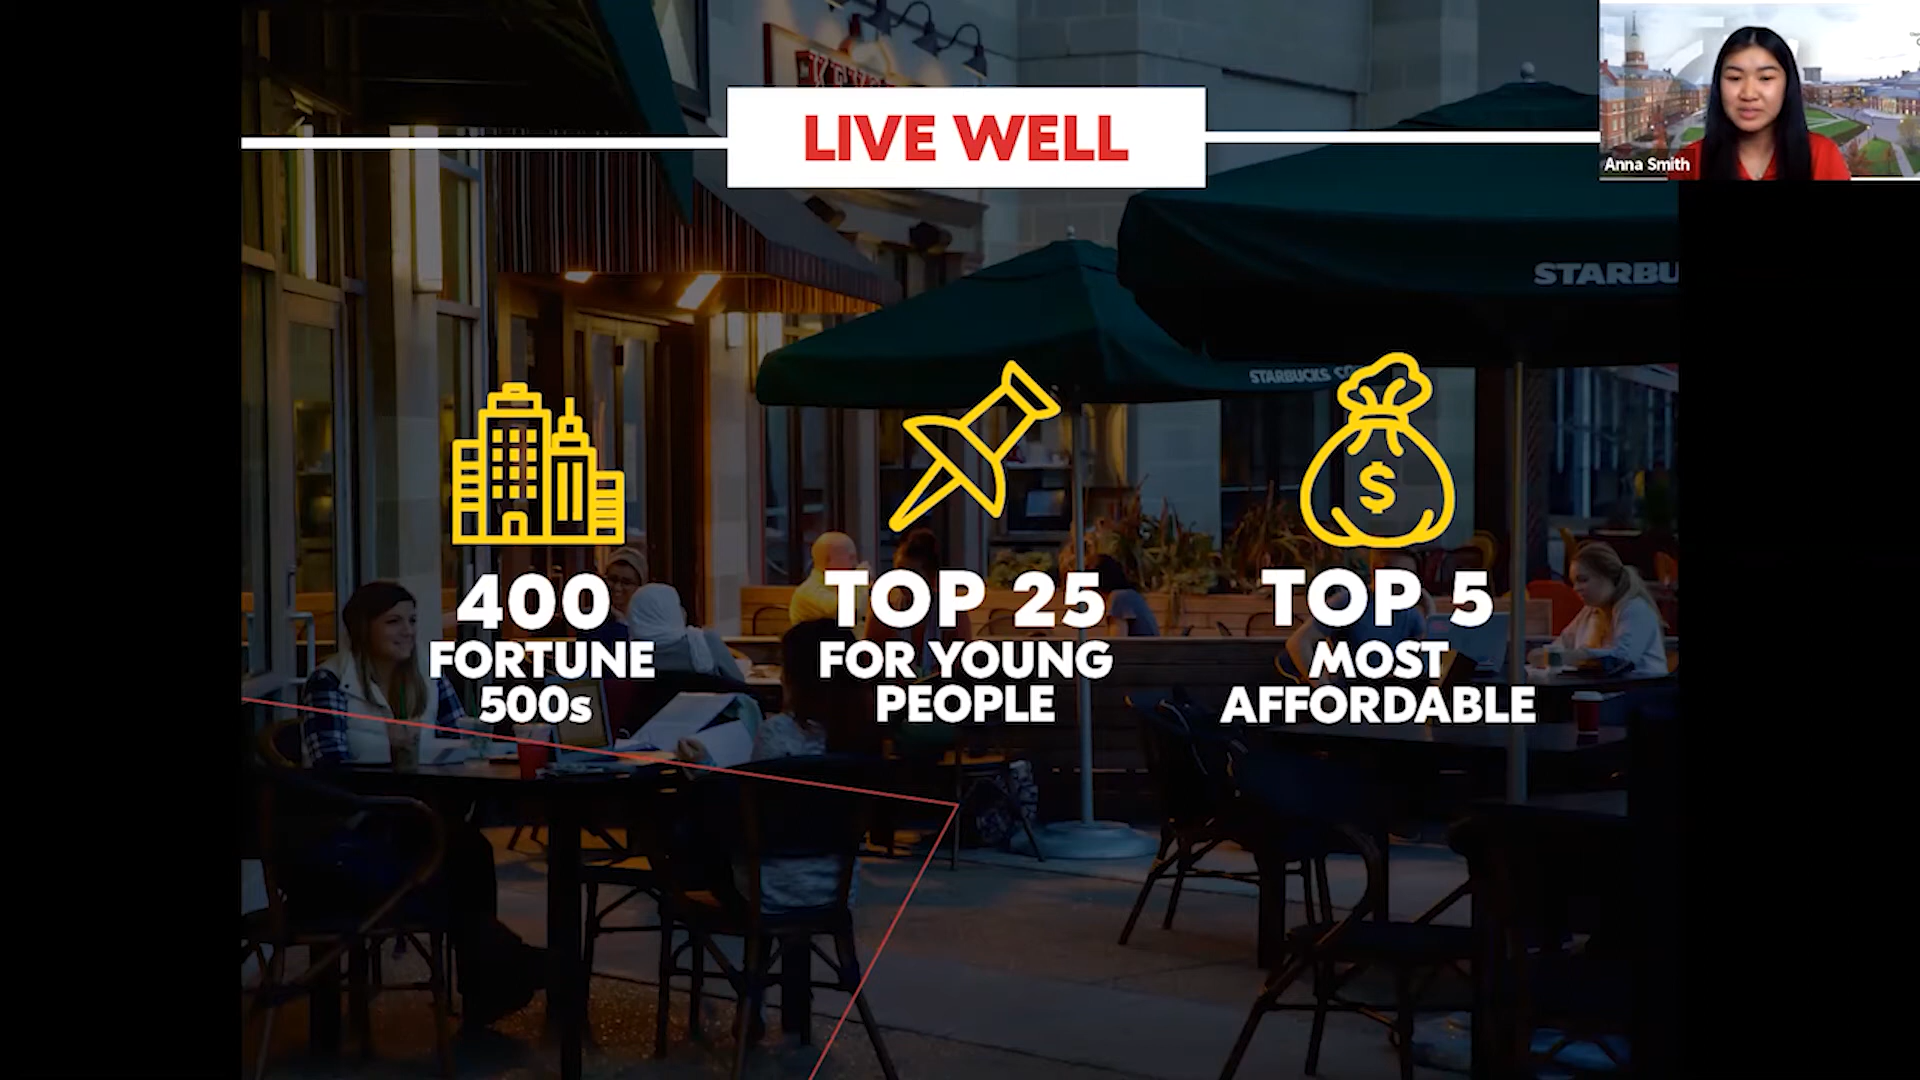 LIVE WELL
Anna Smith
STARBU
STARBUCKS CO
$
400
FORTUNE
500s
TOP 25
FOR YOUNG
PEOPLE
TOP 5
MOST
AFFORDABLE